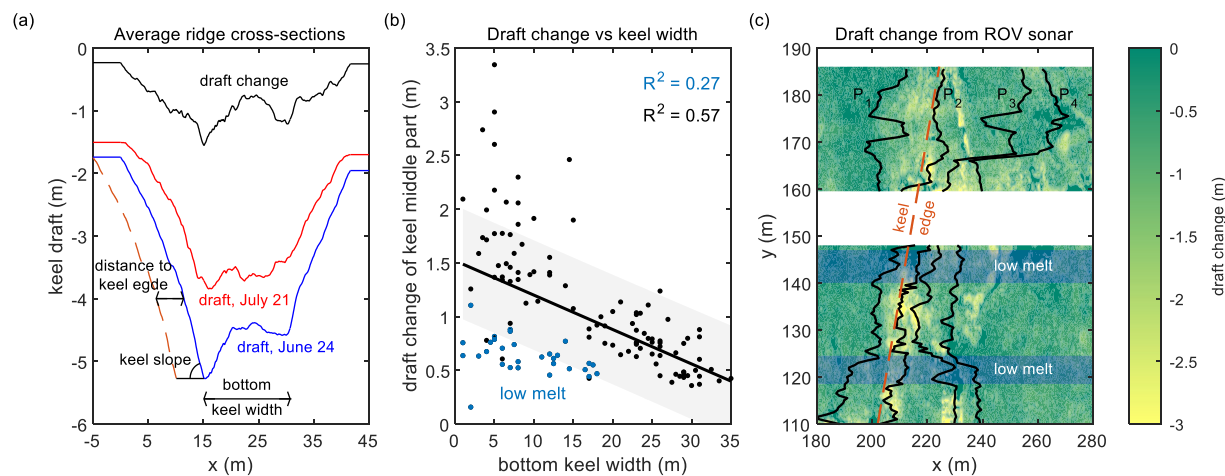 (a)
Average ridge cross-sections
0
-1
-2
-3
-4
-5
-6
-5
5
15
25
35
45
x (m)
keel draft (m)
draft change
distance to
keel egde
draft, July 21
draft, June 24
keel slope
bottom
keel width
(b)
Draft change vs keel width
3.5
3
2.5
2
1.5
1
0.5
0
0
5
10
15
20
25
30
35
bottom keel width (m)
draft change of keel middle part (m)
R² = 0.27
R² = 0.57
low melt
(c)
Draft change from ROV sonar
190
180
170
160
150
140
130
120
110
180
200
220
240
260
280
x (m)
y (m)
P₁
P₂
P₃
P₄
keel
edge
low melt
low melt
0
-0.5
-1
-1.5
-2
-2.5
-3
draft change (m)